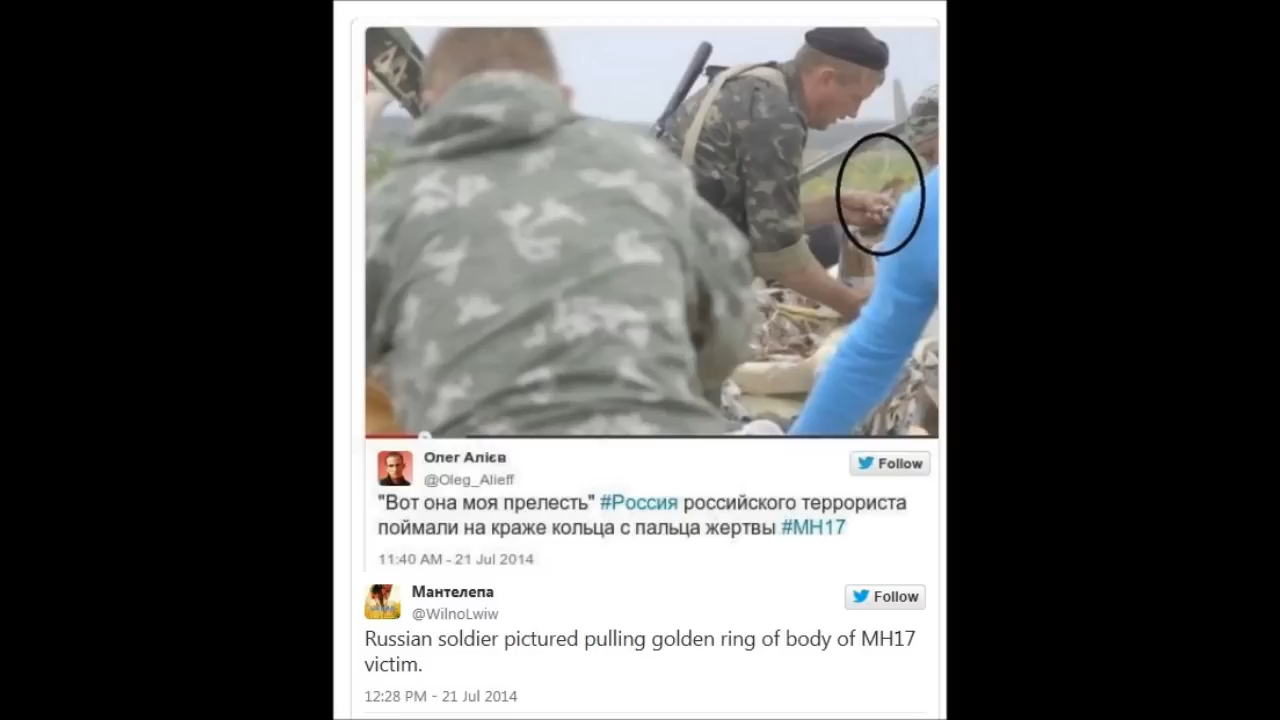 Олег Алієв
Follow
@Oleg_Alieff
"Вот она моя прелесть" #Россия российского террориста
поймали на краже кольца с пальца жертвы #MH17
11:40 AM - 21 Jul 2014
Мантелепа
Follow
@WilnoLwiw
Russian soldier pictured pulling golden ring of body of MH17
victim.
12:28 PM - 21 Jul 2014